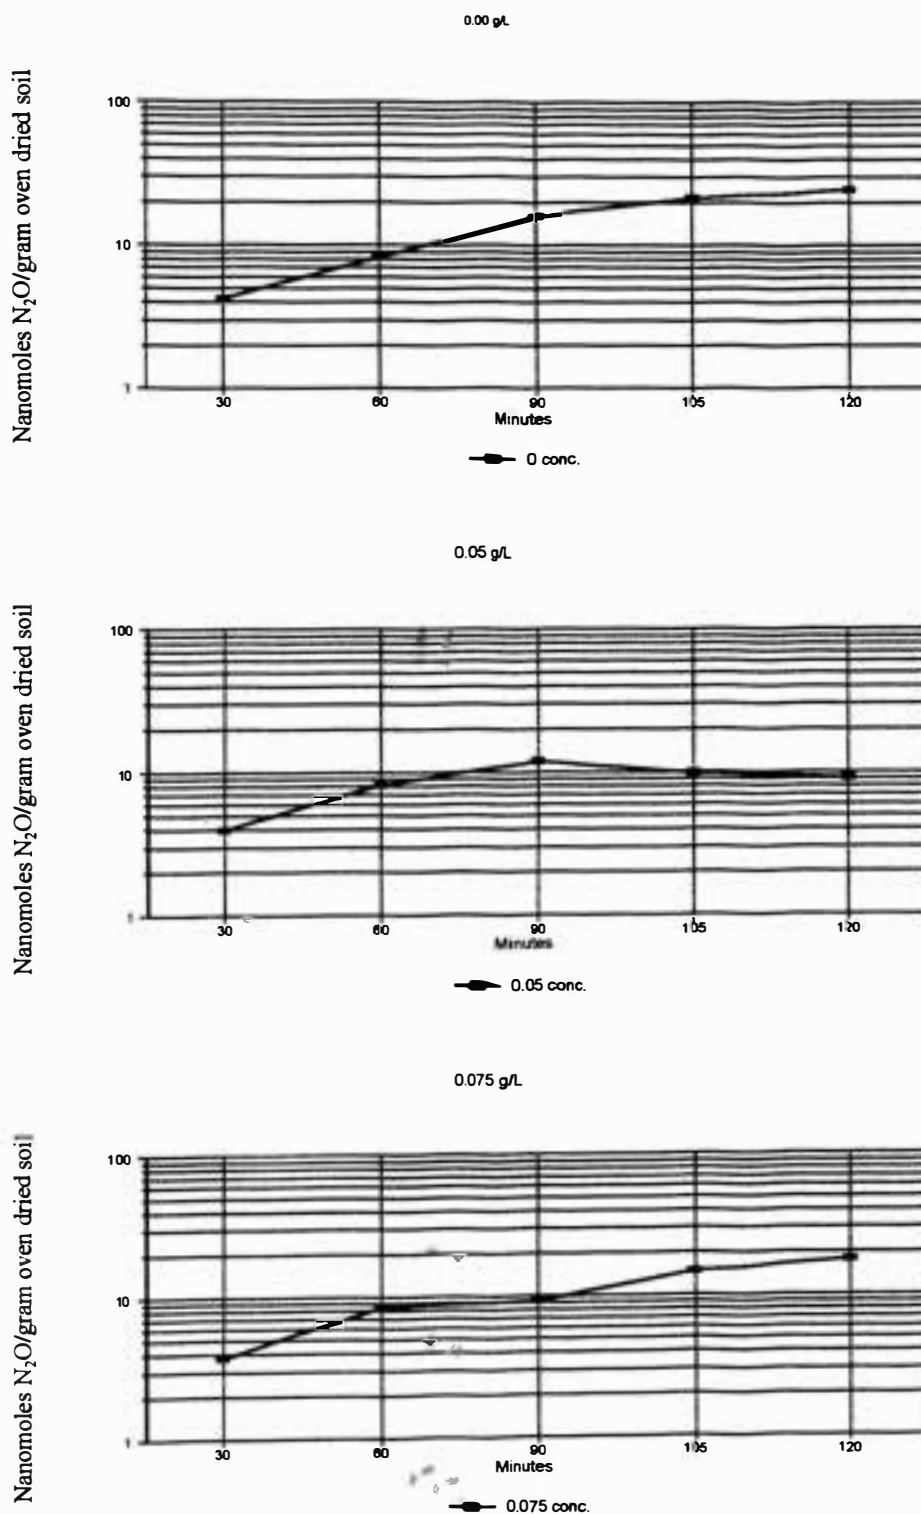 0.00 g/L
Nanomoles N₂O/gram oven dried soil
100
10
1
30 60 90 105 120
Minutes
0 conc.
0.05 g/L
Nanomoles N₂O/gram oven dried soil
100
10
1
30 60 90 105 120
Minutes
0.05 conc.
0.075 g/L
Nanomoles N₂O/gram oven dried soil
100
10
1
30 60 90 105 120
Minutes
0.075 conc.